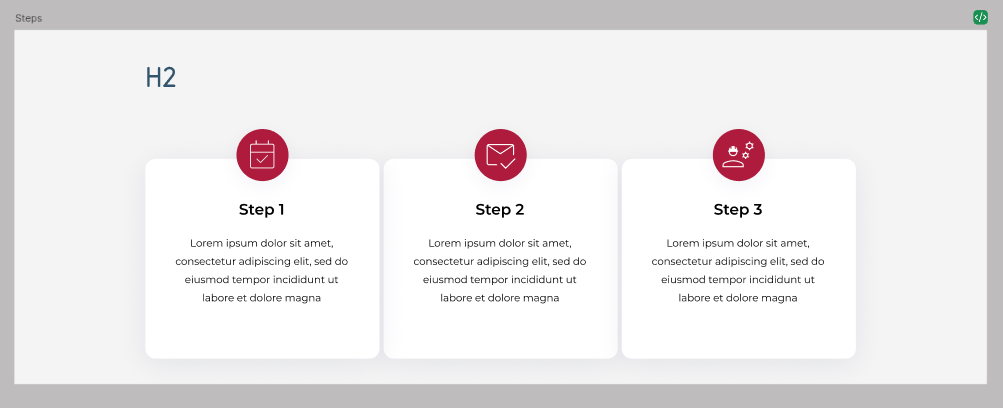 Steps
</>
H2
Step 1
Lorem ipsum dolor sit amet,
consectetur adipiscing elit, sed do
eiusmod tempor incididunt ut
labore et dolore magna
Step 2
Lorem ipsum dolor sit amet,
consectetur adipiscing elit, sed do
eiusmod tempor incididunt ut
labore et dolore magna
Step 3
Lorem ipsum dolor sit amet,
consectetur adipiscing elit, sed do
eiusmod tempor incididunt ut
labore et dolore magna